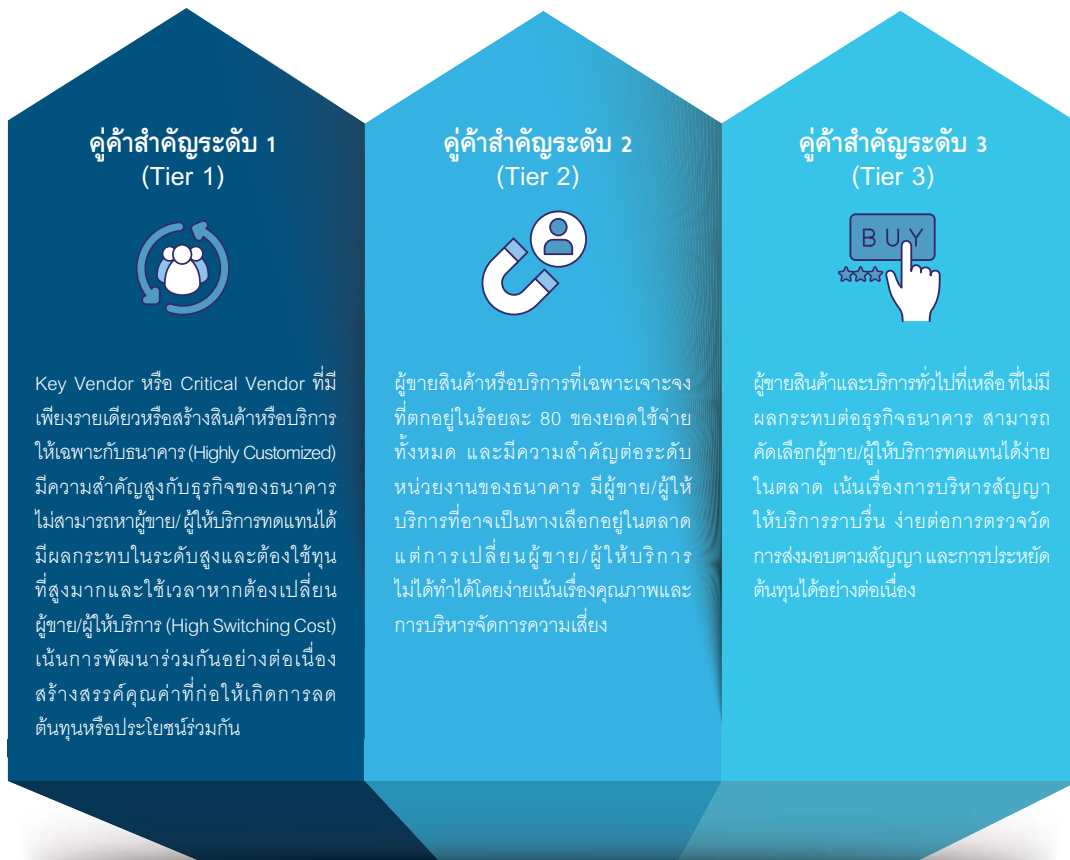 คู่ค้าสำคัญระดับ 1
(Tier 1)
Key Vendor หรือ Critical Vendor ที่มี
เพียงรายเดียวหรือสร้างสินค้าหรือบริการ
ให้เฉพาะกับธนาคาร (Highly Customized)
มีความสำคัญสูงกับธุรกิจของธนาคาร
ไม่สามารถหาผู้ขาย/ ผู้ให้บริการทดแทนได้
มีผลกระทบในระดับสูงและต้องใช้ทุน
ที่สูงมากและใช้เวลาหากต้องเปลี่ยน
ผู้ขาย/ผู้ให้บริการ (High Switching Cost)
เน้นการพัฒนาร่วมกันอย่างต่อเนื่อง
สร้างสรรค์คุณค่าที่ก่อให้เกิดการลด
ต้นทุนหรือประโยชน์ร่วมกัน
คู่ค้าสำคัญระดับ 2
(Tier 2)
ผู้ขายสินค้าหรือบริการที่เฉพาะเจาะจง
ที่ตกอยู่ในร้อยละ 80 ของยอดใช้จ่าย
ทั้งหมด และมีความสำคัญต่อระดับ
หน่วยงานของธนาคาร มีผู้ขาย/ผู้ให้
บริการที่อาจเป็นทางเลือกอยู่ในตลาด
แต่การเปลี่ยนผู้ขาย/ผู้ให้บริการ
ไม่ได้ทำได้โดยง่ายเน้นเรื่องคุณภาพและ
การบริหารจัดการความเสี่ยง
คู่ค้าสำคัญระดับ 3
(Tier 3)
BUY
ผู้ขายสินค้าและบริการทั่วไปที่เหลือ ที่ไม่มี
ผลกระทบต่อธุรกิจธนาคาร สามารถ
คัดเลือกผู้ขาย/ผู้ให้บริการทดแทนได้ง่าย
ในตลาด เน้นเรื่องการบริหารสัญญา
ให้บริการราบรื่น ง่ายต่อการตรวจวัด
การส่งมอบตามสัญญา และการประหยัด
ต้นทุนได้อย่างต่อเนื่อง